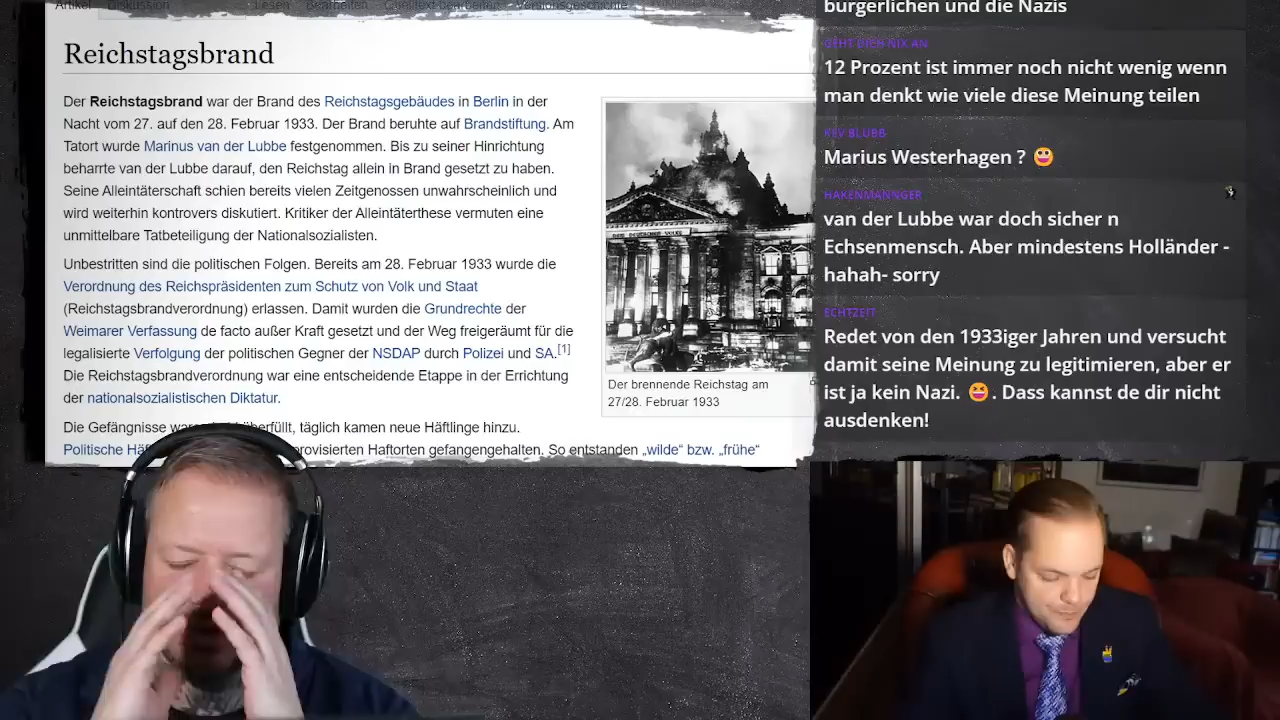 Artikel Diskussion Lesen Bearbeiten Quelltext bearbeiten Versionsgeschichte
Reichstagsbrand
Der Reichstagsbrand war der Brand des Reichstagsgebäudes in Berlin in der
Nacht vom 27. auf den 28. Februar 1933. Der Brand beruhte auf Brandstiftung. Am
Tatort wurde Marinus van der Lubbe festgenommen. Bis zu seiner Hinrichtung
beharrte van der Lubbe darauf, den Reichstag allein in Brand gesetzt zu haben.
Seine Alleintäterschaft schien bereits vielen Zeitgenossen unwahrscheinlich und
wird weiterhin kontrovers diskutiert. Kritiker der Alleintäterthese vermuten eine
unmittelbare Tatbeteiligung der Nationalsozialisten.
Unbestritten sind die politischen Folgen. Bereits am 28. Februar 1933 wurde die
Verordnung des Reichspräsidenten zum Schutz von Volk und Staat
(Reichstagsbrandverordnung) erlassen. Damit wurden die Grundrechte der
Weimarer Verfassung de facto außer Kraft gesetzt und der Weg freigeräumt für die
legalisierte Verfolgung der politischen Gegner der NSDAP durch Polizei und SA.[1]
Die Reichstagsbrandverordnung war eine entscheidende Etappe in der Errichtung
der nationalsozialistischen Diktatur.
Der brennende Reichstag am
27/28. Februar 1933
Die Gefängnisse überfüllt, täglich kamen neue Häftlinge hinzu.
Politische gefangengehalten. So entstanden „wilde“ bzw. „frühe“
bürgerlichen und die Nazis
GEHT DICH NIX AN
12 Prozent ist immer noch nicht wenig wenn
man denkt wie viele diese Meinung teilen
KEV BLUBB
Marius Westerhagen ? 😀
HAKENMANNGER
van der Lubbe war doch sicher n
Echsenmensch. Aber mindestens Holländer -
hahah- sorry
ECHTZEIT
Redet von den 1933iger Jahren und versucht
damit seine Meinung zu legitimieren, aber er
ist ja kein Nazi. 😆. Dass kannst de dir nicht
ausdenken!